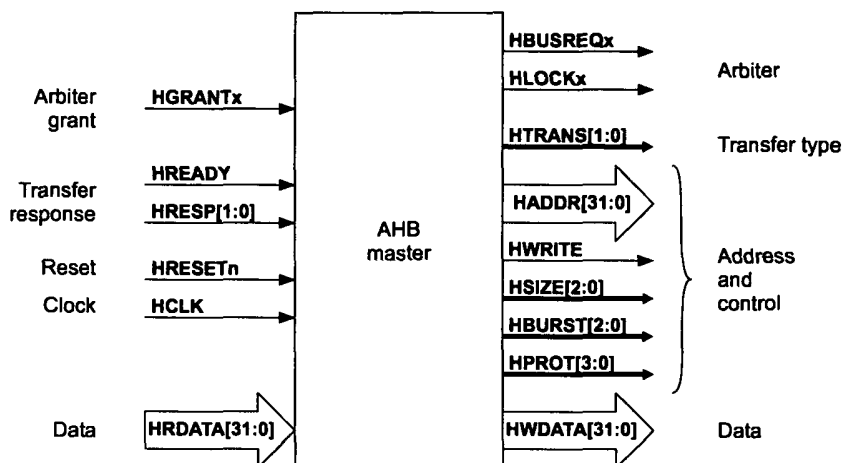 Arbiter
grant
HGRANTx
Transfer
response
HREADY
HRESP[1:0]
Reset
HRESETn
Clock
HCLK
Data
HRDATA[31:0]
AHB
master
HBUSREQx
HLOCKx
Arbiter
HTRANS[1:0]
Transfer type
HADDR[31:0]
HWRITE
HSIZE[2:0]
HBURST[2:0]
HPROT[3:0]
Address
and
control
HWDATA[31:0]
Data